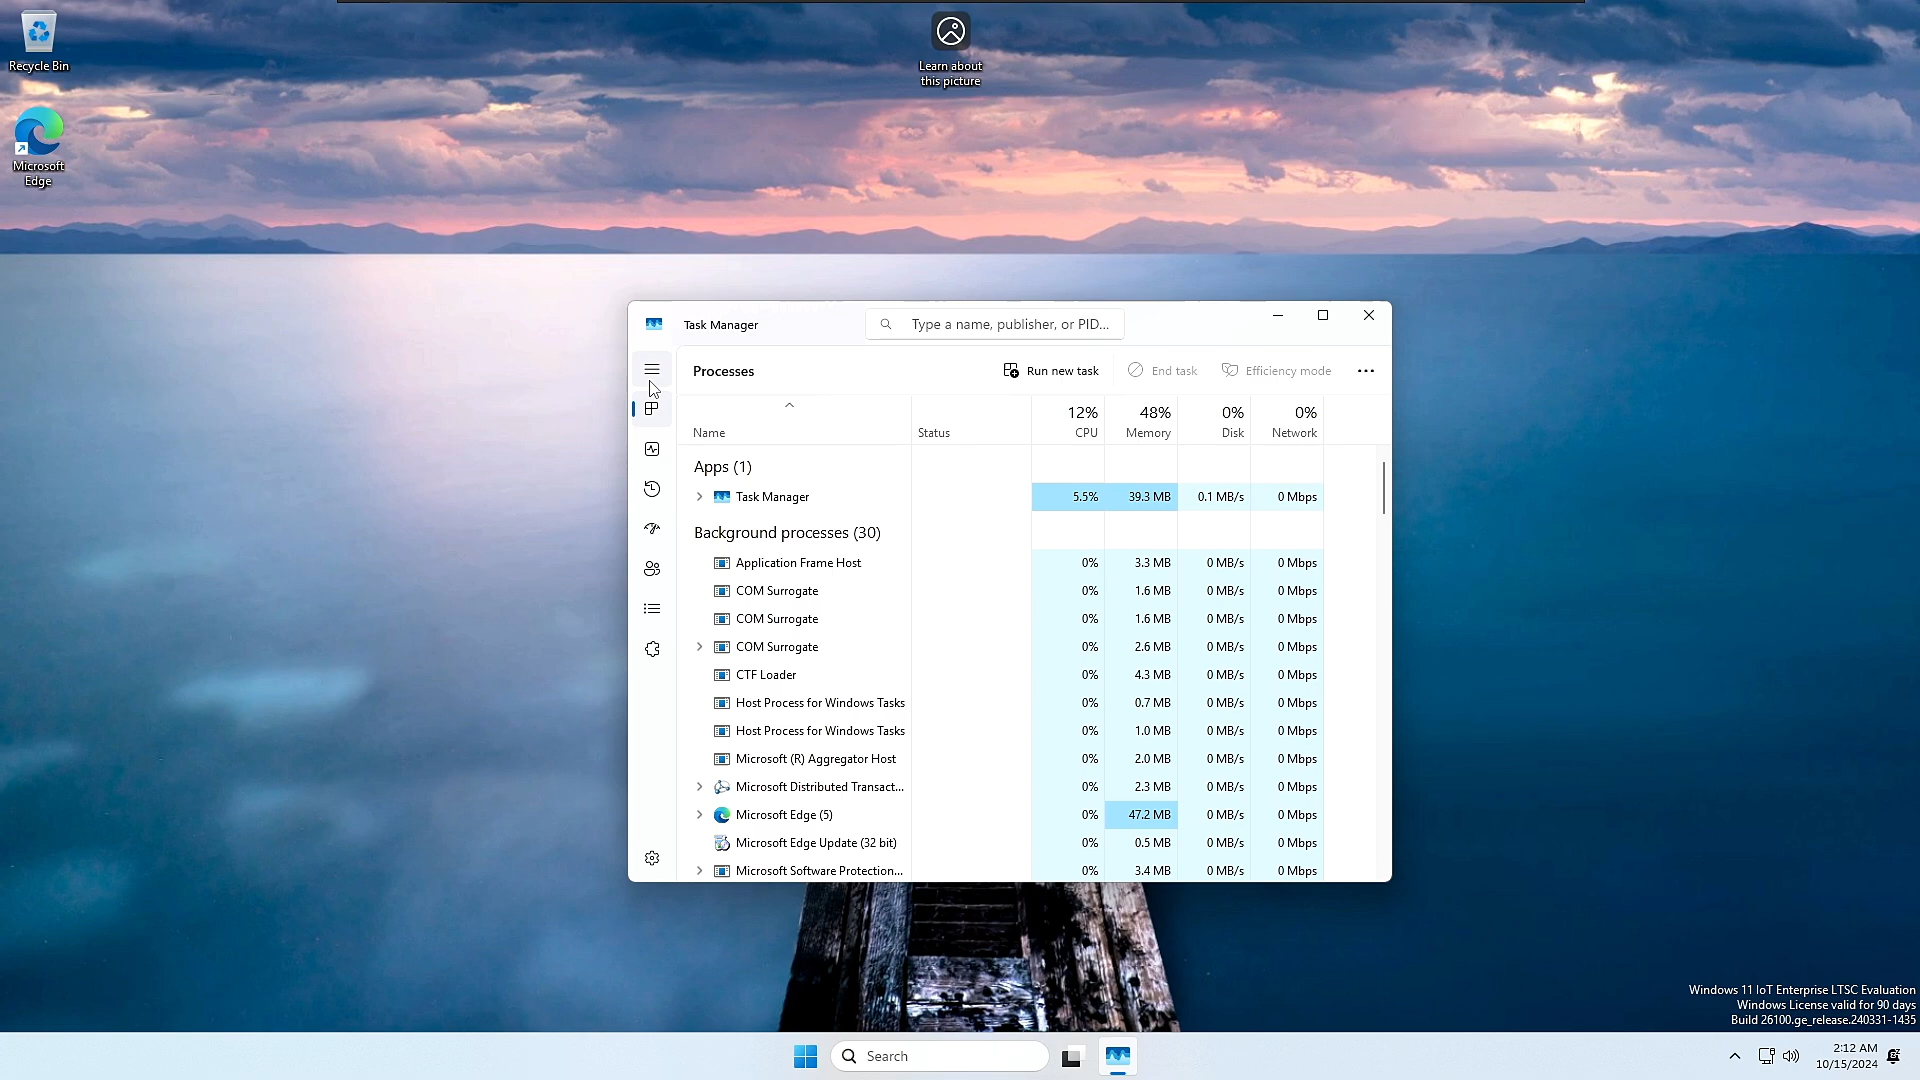 Recycle Bin
Learn about
this picture
Microsoft
Edge
Task Manager
Type a name, publisher, or PID...
Processes
Run new task
End task
Efficiency mode
12%
48%
0%
0%
Name
Status
CPU
Memory
Disk
Network
Apps (1)
Task Manager 5.5% 39.3 MB 0.1 MB/s 0 Mbps
Background processes (30)
Application Frame Host 0% 3.3 MB 0 MB/s 0 Mbps
COM Surrogate 0% 1.6 MB 0 MB/s 0 Mbps
COM Surrogate 0% 1.6 MB 0 MB/s 0 Mbps
COM Surrogate 0% 2.6 MB 0 MB/s 0 Mbps
CTF Loader 0% 4.3 MB 0 MB/s 0 Mbps
Host Process for Windows Tasks 0% 0.7 MB 0 MB/s 0 Mbps
Host Process for Windows Tasks 0% 1.0 MB 0 MB/s 0 Mbps
Microsoft (R) Aggregator Host 0% 2.0 MB 0 MB/s 0 Mbps
Microsoft Distributed Transact... 0% 2.3 MB 0 MB/s 0 Mbps
Microsoft Edge (5) 0% 47.2 MB 0 MB/s 0 Mbps
Microsoft Edge Update (32 bit) 0% 0.5 MB 0 MB/s 0 Mbps
Microsoft Software Protection... 0% 3.4 MB 0 MB/s 0 Mbps
Windows 11 IoT Enterprise LTSC Evaluation
Windows License valid for 90 days
Build 26100.ge_release.240331-1435
Search
2:12 AM
10/15/2024